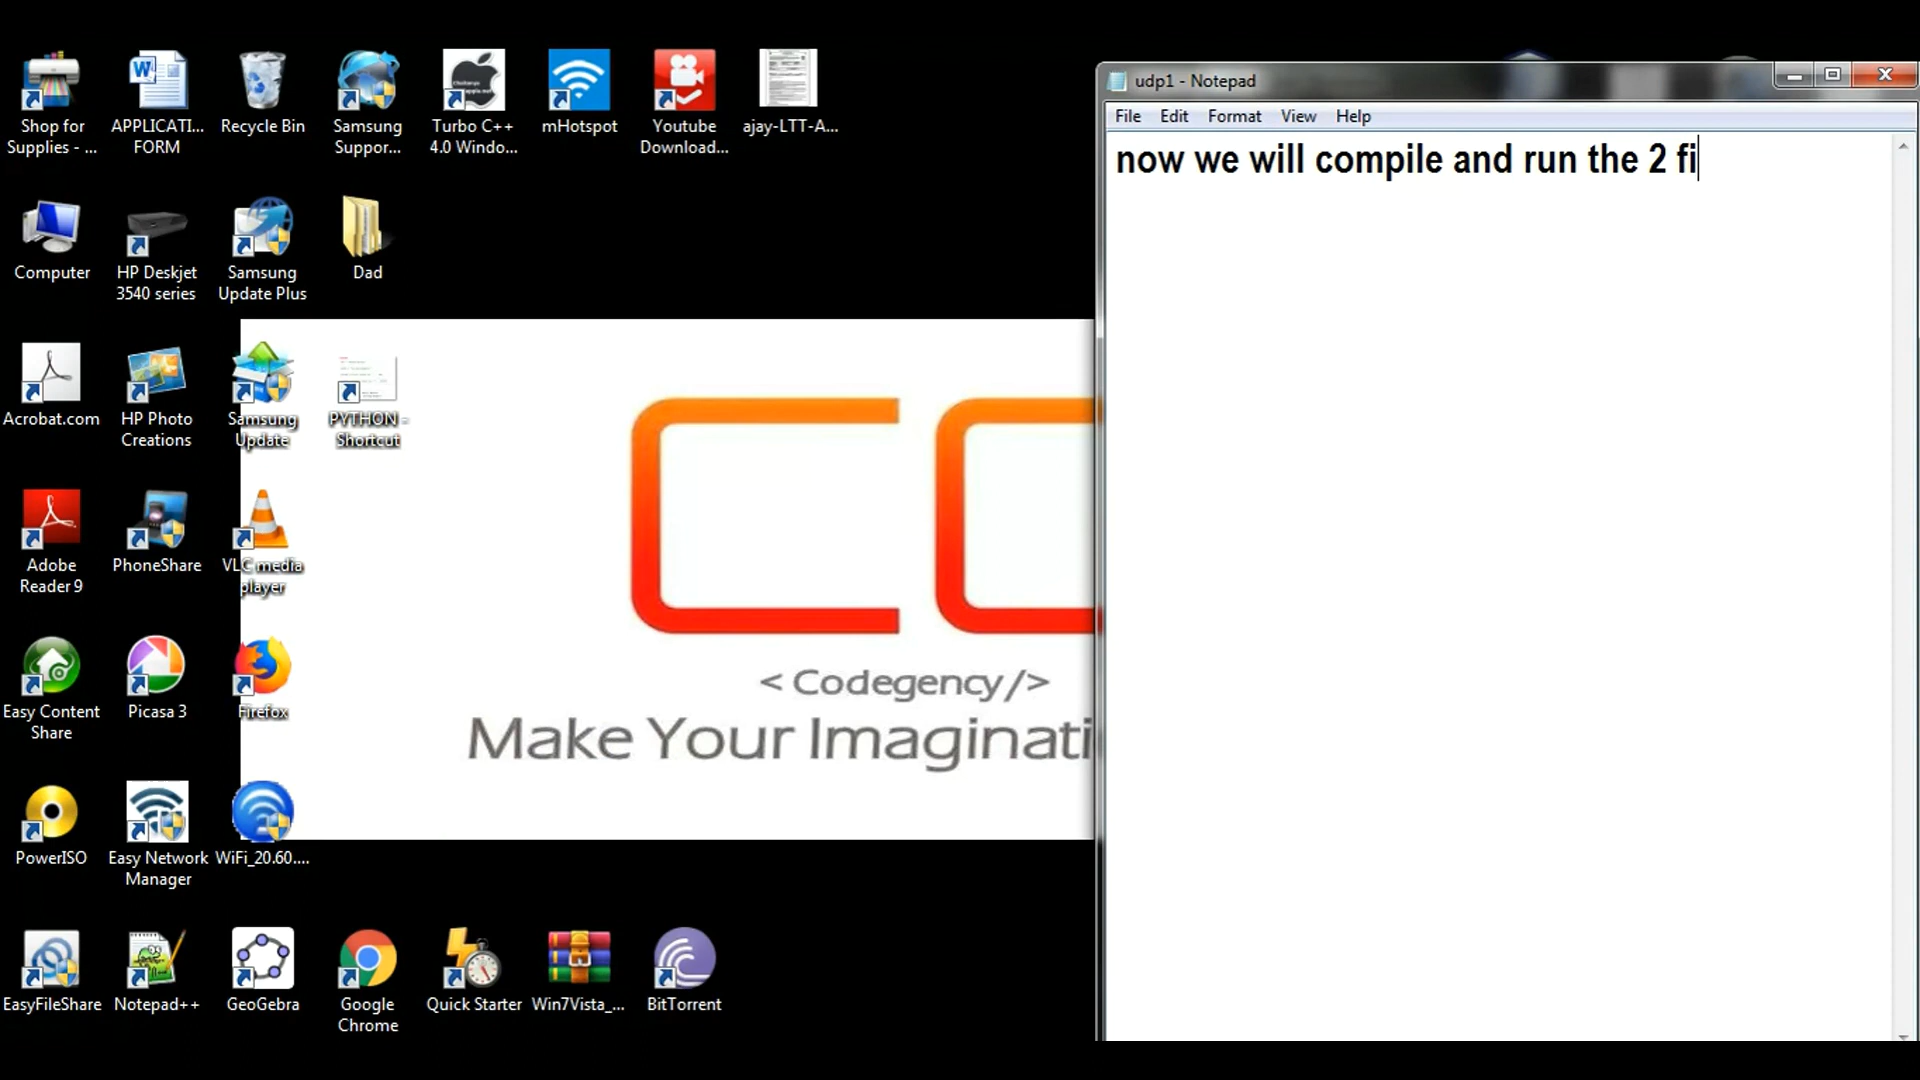 Shop for
Supplies - ...
APPLICATI...
FORM
Recycle Bin
Samsung
Suppor...
Turbo C++
4.0 Windo...
mHotspot
Youtube
Download...
ajay-LTT-A...
Computer
HP Deskjet
3540 series
Samsung
Update Plus
Dad
Acrobat.com
HP Photo
Creations
Samsung
Update
PYTHON -
Shortcut
Adobe
Reader 9
PhoneShare
VLC media
player
Easy Content
Share
Picasa 3
Firefox
PowerISO
Easy Network
Manager
WiFi_20.60....
EasyFileShare
Notepad++
GeoGebra
Google
Chrome
Quick Starter
Win7Vista_...
BitTorrent
< Codegency/>
Make Your Imaginati
udp1 - Notepad
File Edit Format View Help
now we will compile and run the 2 fi